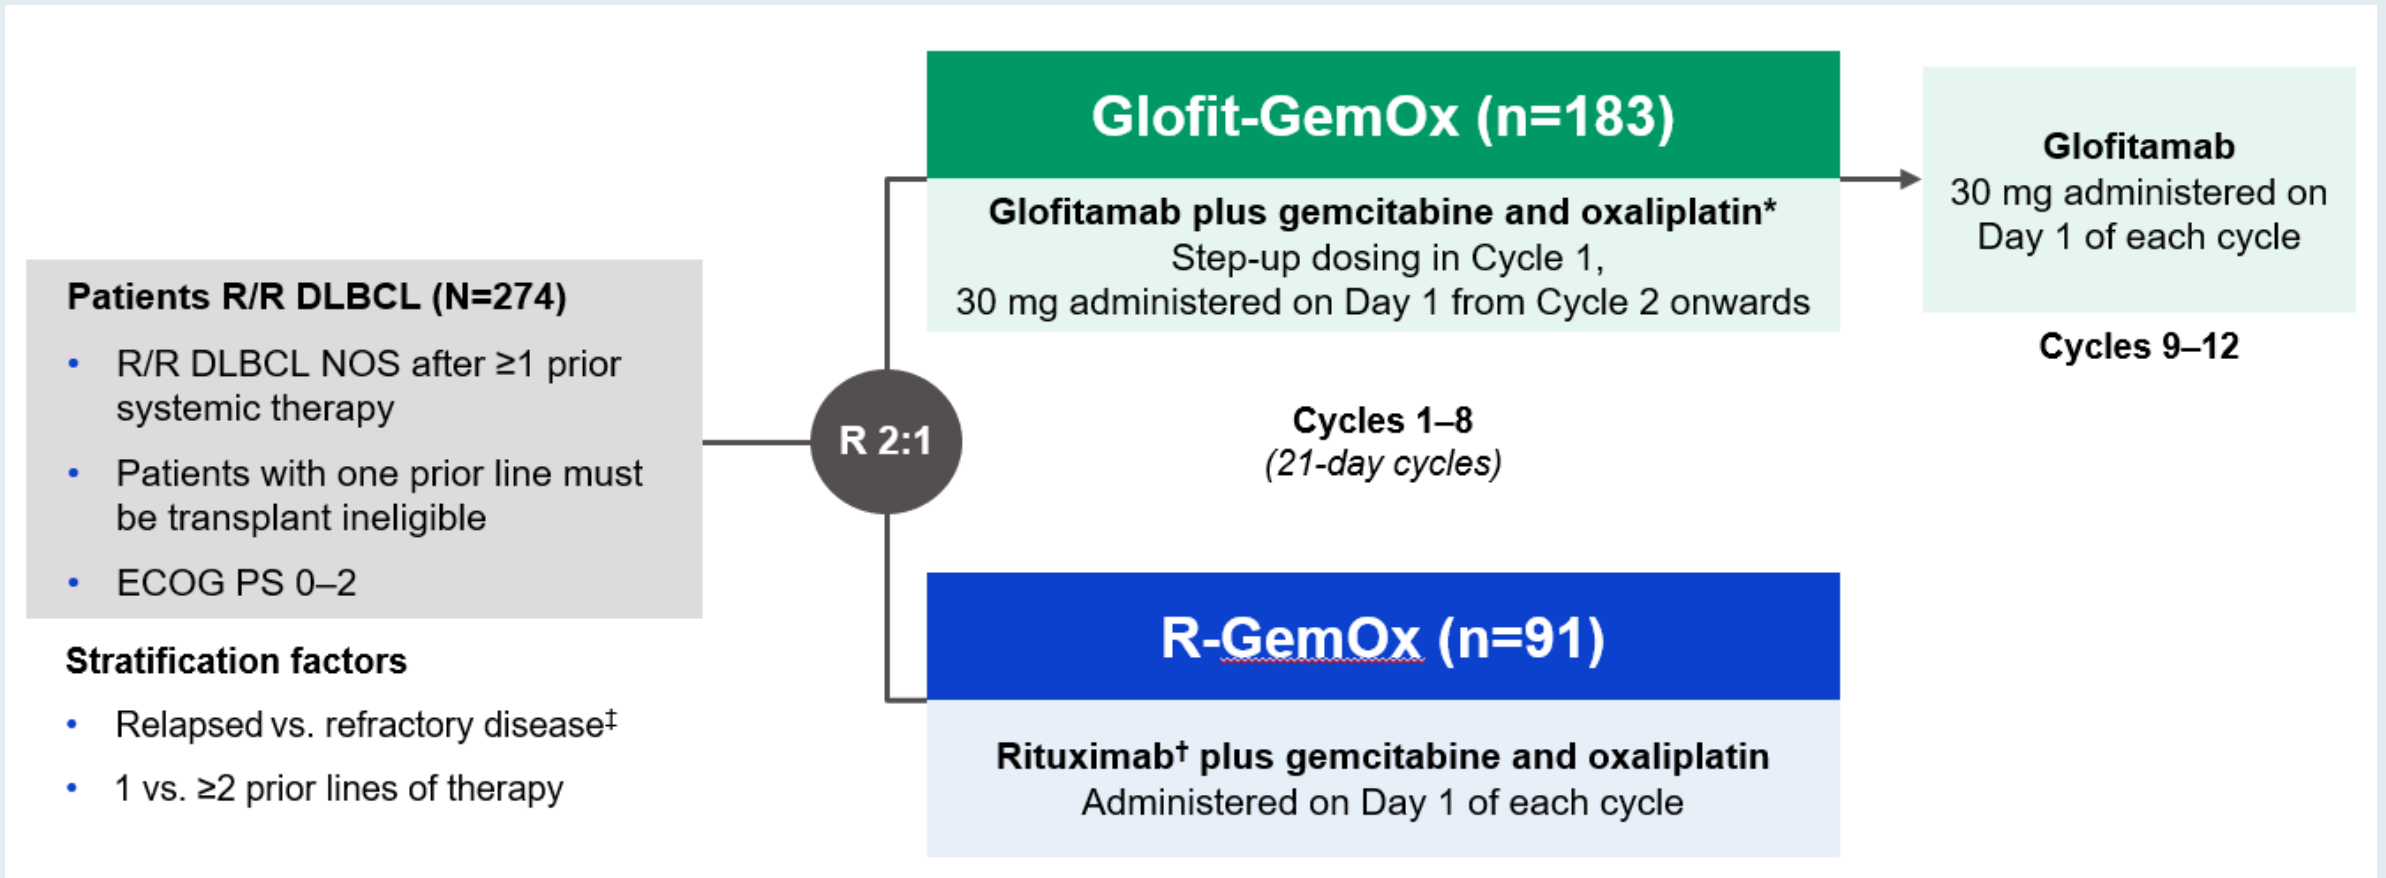 Patients R/R DLBCL (N=274)
• R/R DLBCL NOS after ≥1 prior
systemic therapy
• Patients with one prior line must
be transplant ineligible
• ECOG PS 0–2
Stratification factors
• Relapsed vs. refractory disease‡
• 1 vs. ≥2 prior lines of therapy
R 2:1
Glofit-GemOx (n=183)
Glofitamab plus gemcitabine and oxaliplatin*
Step-up dosing in Cycle 1,
30 mg administered on Day 1 from Cycle 2 onwards
Cycles 1–8
(21-day cycles)
R-GemOx (n=91)
Rituximab† plus gemcitabine and oxaliplatin
Administered on Day 1 of each cycle
Glofitamab
30 mg administered on
Day 1 of each cycle
Cycles 9–12